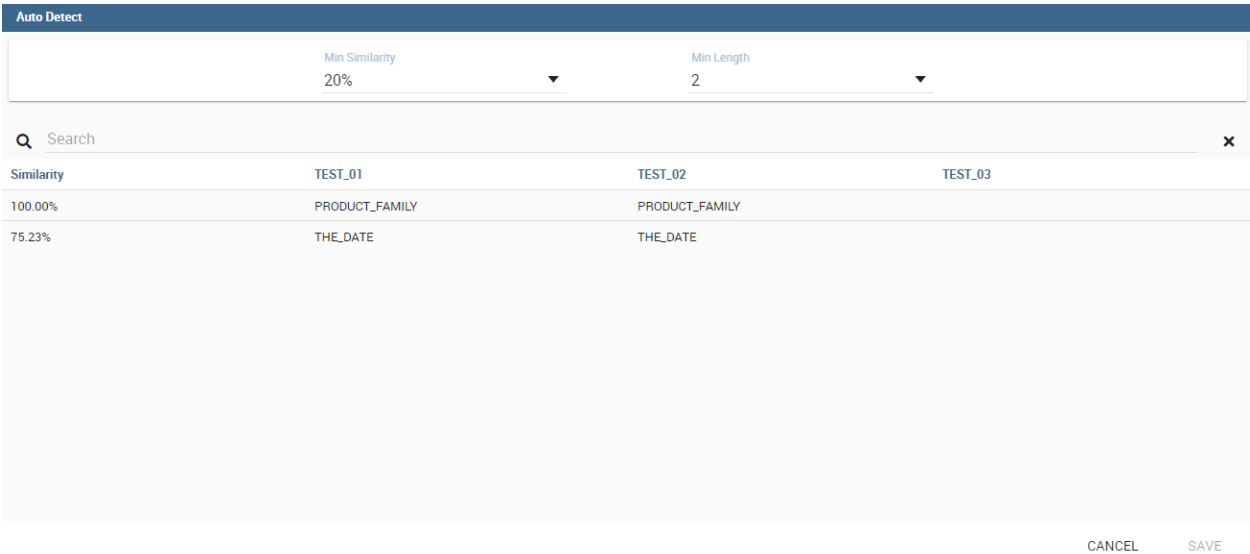 Auto Detect
Min Similarity Min Length
20% 2
Search
Similarity TEST_01 TEST_02 TEST_03
100.00% PRODUCT_FAMILY PRODUCT_FAMILY
75.23% THE_DATE THE_DATE
CANCEL SAVE